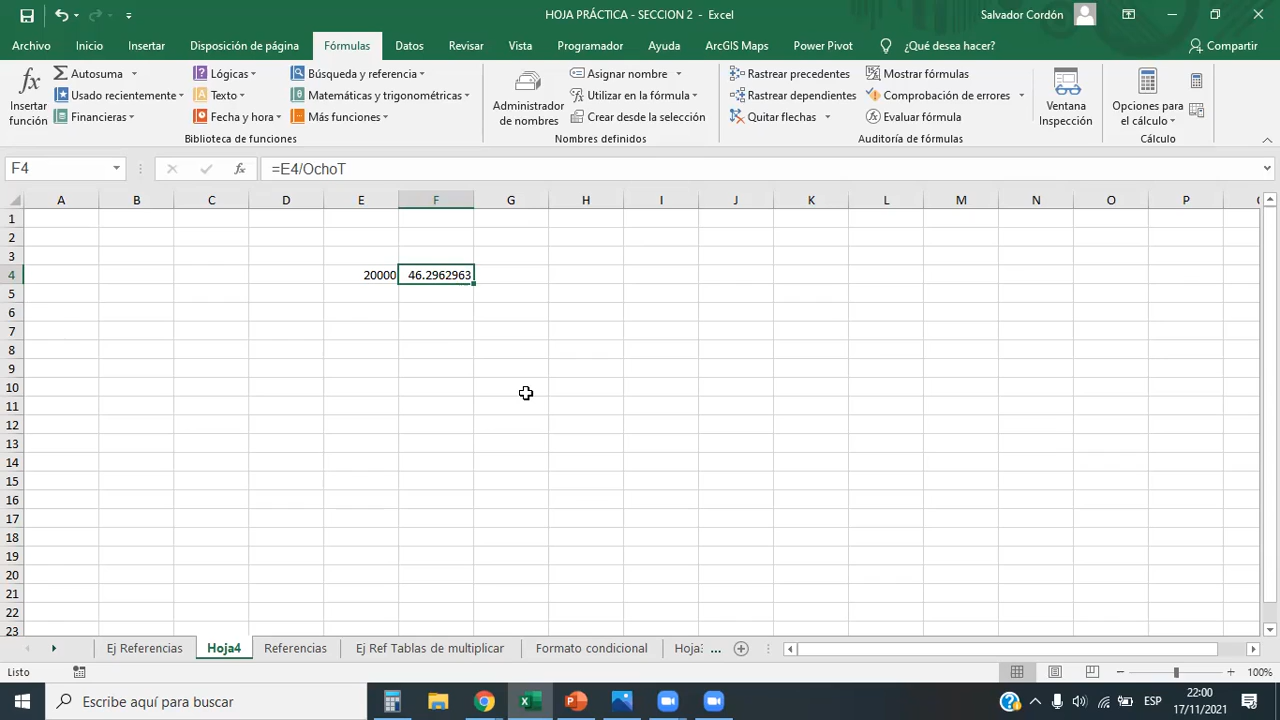 HOJA PRÁCTICA - SECCION 2 - Excel
Salvador Cordón
Archivo Inicio Insertar Disposición de página Fórmulas Datos Revisar Vista Programador Ayuda ArcGIS Maps Power Pivot ¿Qué desea hacer? Compartir
Insertar función
Autosuma
Usado recientemente
Financieras
Lógicas
Texto
Fecha y hora
Búsqueda y referencia
Matemáticas y trigonométricas
Más funciones
Biblioteca de funciones
Administrador de nombres
Asignar nombre
Utilizar en la fórmula
Crear desde la selección
Nombres definidos
Rastrear precedentes
Rastrear dependientes
Quitar flechas
Mostrar fórmulas
Comprobación de errores
Evaluar fórmula
Auditoría de fórmulas
Ventana Inspección
Opciones para el cálculo
Cálculo
F4 fx =E4/OchoT
A B C D E F G H I J K L M N O P
1
2
3
4 20000 46.2962963
5
6
7
8
9
10
11
12
13
14
15
16
17
18
19
20
21
22
23
Ej Referencias Hoja4 Referencias Ej Ref Tablas de multiplicar Formato condicional Hoja: ...
Listo 100%
Escribe aquí para buscar
ESP
22:00
17/11/2021